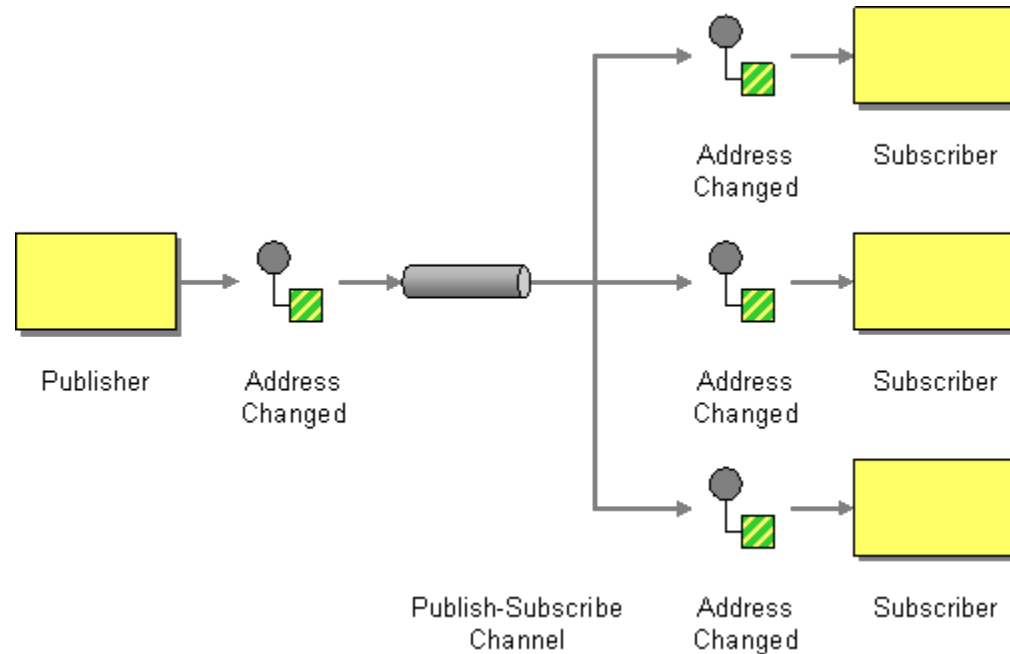 Address
Changed
Subscriber
Publisher
Address
Changed
Address
Changed
Subscriber
Publish-Subscribe
Channel
Address
Changed
Subscriber